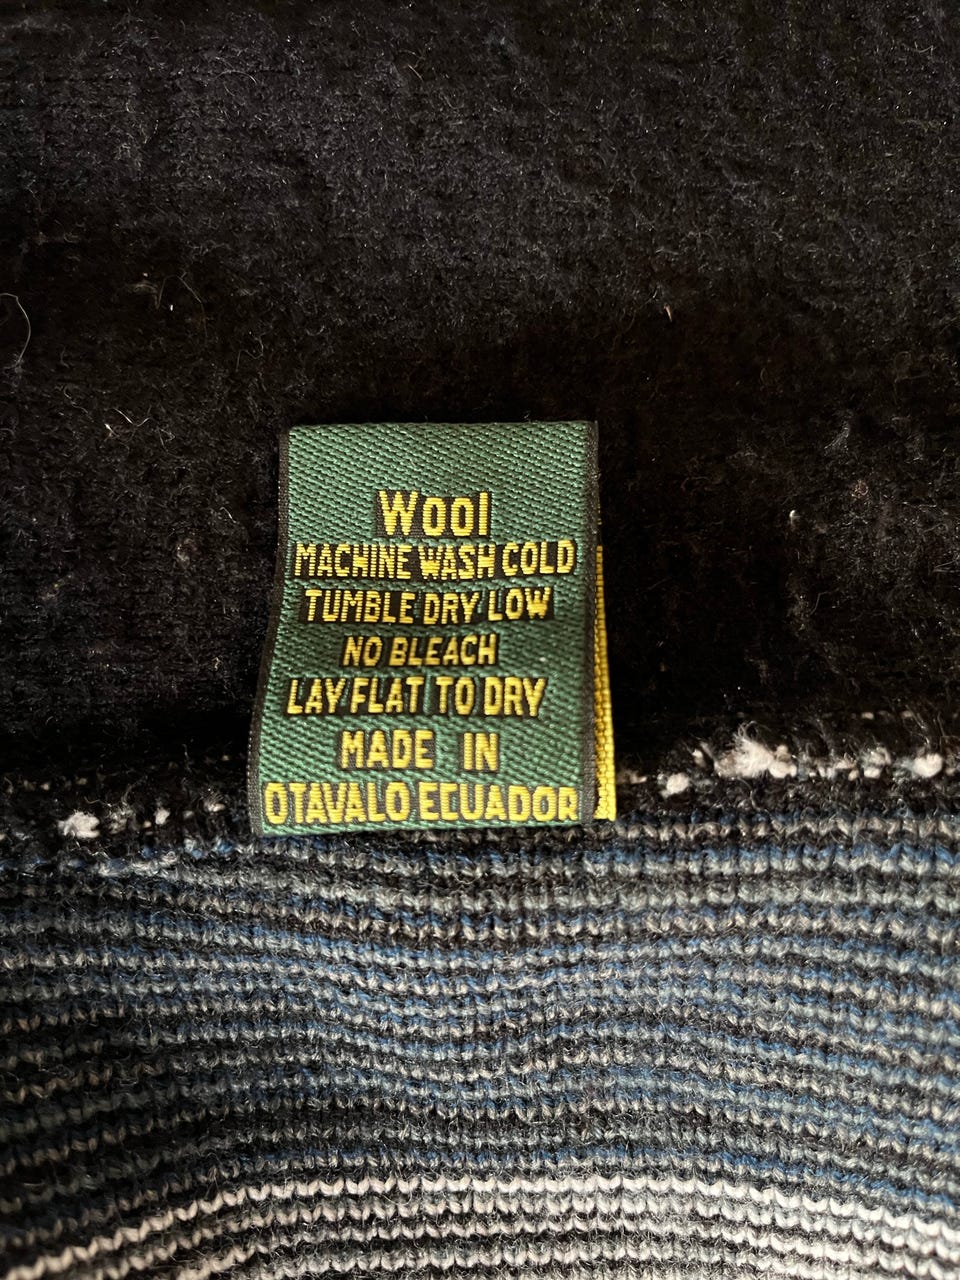 Wool
MACHINE WASH COLD
TUMBLE DRY LOW
NO BLEACH
LAY FLAT TO DRY
MADE IN
OTAVALO ECUADOR